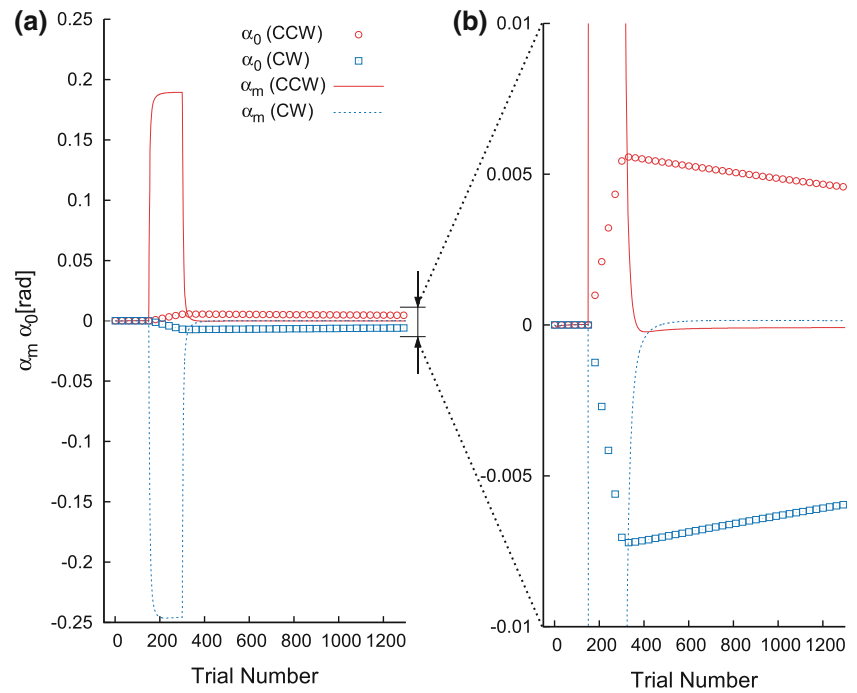 (a)
α0 (CCW)
α0 (CW)
αm (CCW)
αm (CW)
0.25
0.2
0.15
0.1
0.05
0
-0.05
-0.1
-0.15
-0.2
-0.25
αm α0[rad]
0 200 400 600 800 1000 1200
Trial Number
(b)
0.01
0.005
0
-0.005
-0.01
0 200 400 600 800 1000 1200
Trial Number